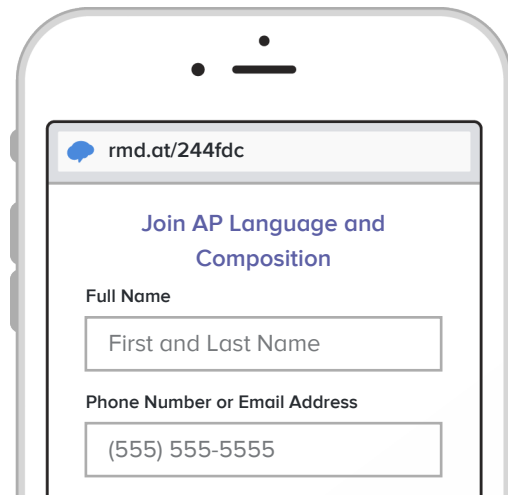 rmd.at/244fdc
Join AP Language and
Composition
Full Name
First and Last Name
Phone Number or Email Address
(555) 555-5555